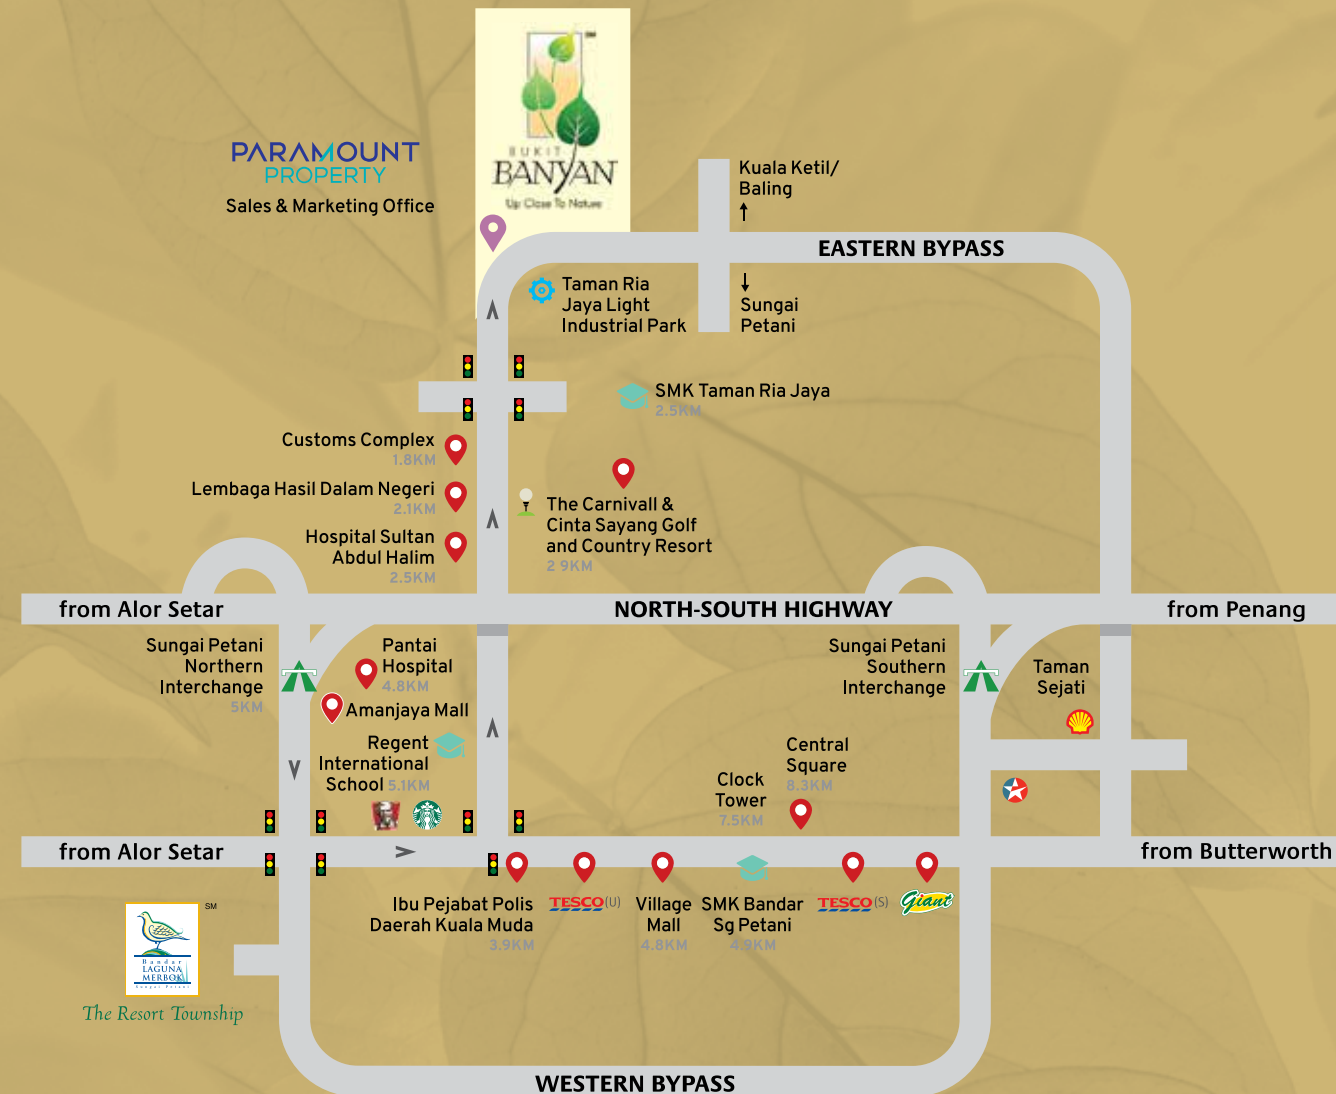 SM
BUKIT
BANYAN
Up Close To Nature
PARAMOUNT
PROPERTY
Sales & Marketing Office
Kuala Ketil/
Baling
EASTERN BYPASS
Sungai
Petani
Taman Ria
Jaya Light
Industrial Park
SMK Taman Ria Jaya
2.5KM
Customs Complex
1.8KM
Lembaga Hasil Dalam Negeri
2.1KM
Hospital Sultan
Abdul Halim
2.5KM
The Carnivall &
Cinta Sayang Golf
and Country Resort
2 9KM
from Alor Setar
NORTH-SOUTH HIGHWAY
from Penang
Sungai Petani
Northern
Interchange
5KM
Pantai
Hospital
4.8KM
Amanjaya Mall
Regent
International
School 5.1KM
KFC
Sungai Petani
Southern
Interchange
Taman
Sejati
Central
Square
8.3KM
Clock
Tower
7.5KM
from Alor Setar
from Butterworth
Ibu Pejabat Polis
Daerah Kuala Muda
3.9KM
TESCO(U)
Village
Mall
4.8KM
SMK Bandar
Sg Petani
4.9KM
TESCO(S)
Giant
SM
Bandar
LAGUNA
MERBOK
Sungai Petani
The Resort Township
WESTERN BYPASS